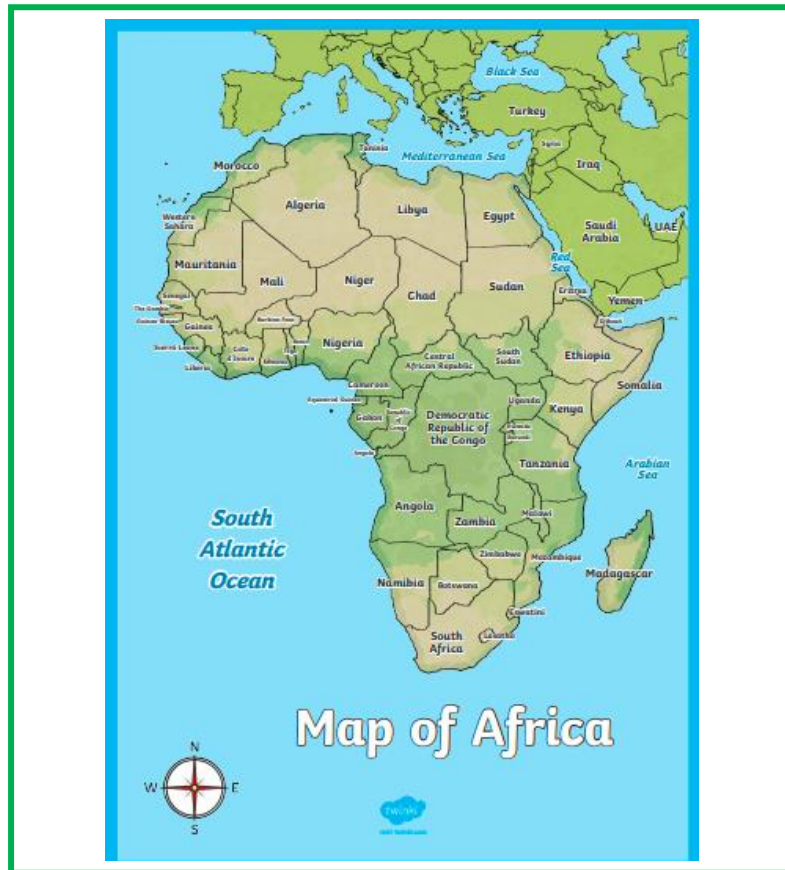 Black Sea
Turkey
Tunisia
Mediterranean Sea
Syria
Morocco
Iraq
Algeria
Libya
Egypt
Western
Sahara
Saudi
Arabia
UAE
Mauritania
Mali
Niger
Chad
Sudan
Red
Sea
Eritrea
Yemen
Senegal
The Gambia
Guinea Bissau
Guinea
Burkina Faso
Benin
Togo
Nigeria
Djibouti
Sierra Leone
Cote
d'Ivoire
Ghana
Liberia
Central
African Republic
South
Sudan
Ethiopia
Somalia
Cameroon
Equatorial Guinea
Gabon
Republic
of
Congo
Democratic
Republic of
the Congo
Uganda
Kenya
Rwanda
Burundi
Angola
Tanzania
Arabian
Sea
South
Atlantic
Ocean
Angola
Zambia
Malawi
Zimbabwe
Mozambique
Madagascar
Namibia
Botswana
Eswatini
South
Africa
Lesotho
Map of Africa
N
W
E
S
twinkl